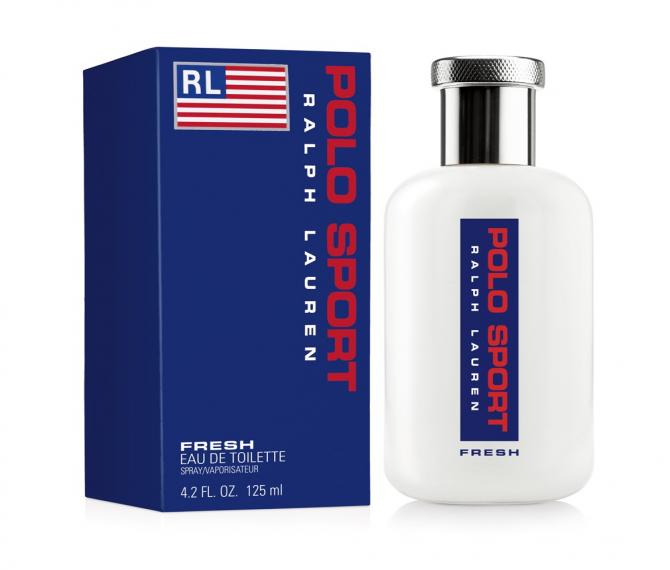 RL
POLO SPORT
RALPH LAUREN
FRESH
EAU DE TOILETTE
SPRAY/VAPORISATEUR
4.2 FL. OZ. 125 ml
POLO SPORT
RALPH LAUREN
FRESH